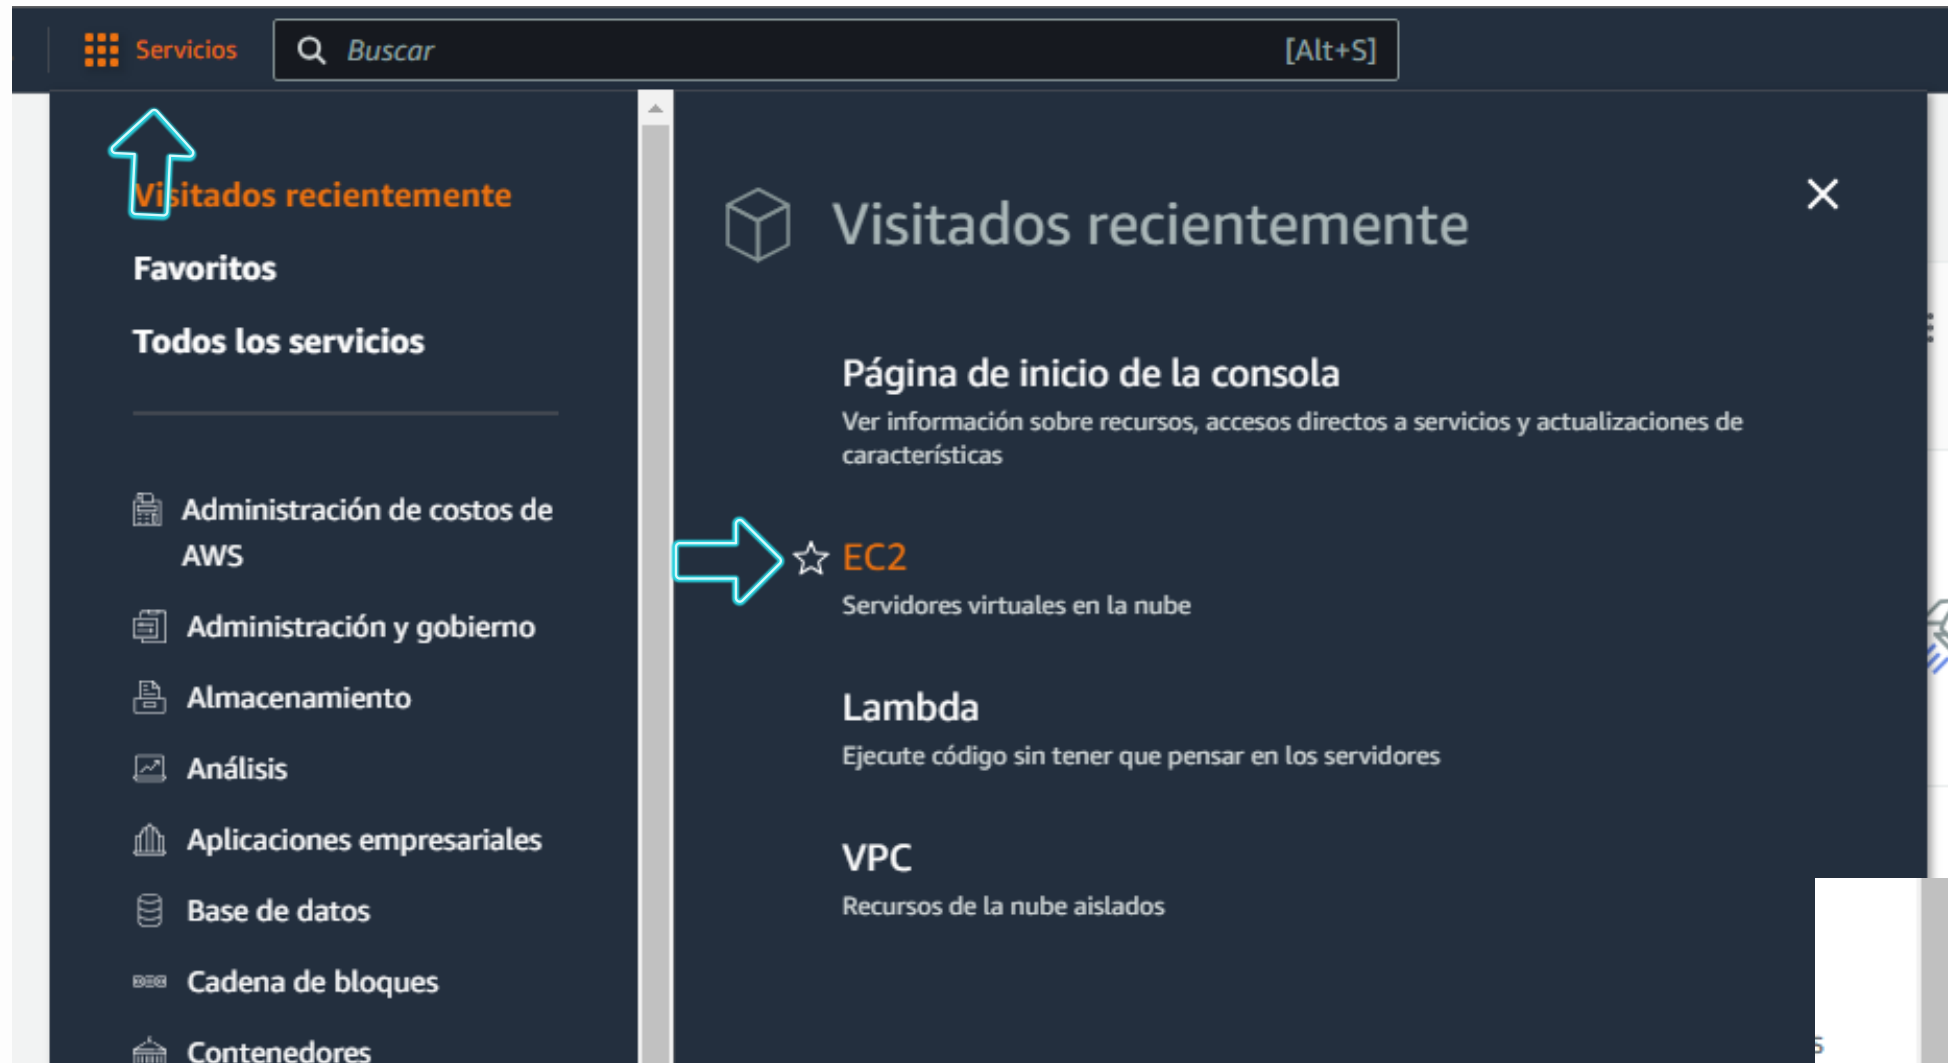 Servicios
Buscar
[Alt+S]
Visitados recientemente
Favoritos
Todos los servicios
Administración de costos de
AWS
Administración y gobierno
Almacenamiento
Análisis
Aplicaciones empresariales
Base de datos
Cadena de bloques
Contenedores
Visitados recientemente
Página de inicio de la consola
Ver información sobre recursos, accesos directos a servicios y actualizaciones de
características
EC2
Servidores virtuales en la nube
Lambda
Ejecute código sin tener que pensar en los servidores
VPC
Recursos de la nube aislados